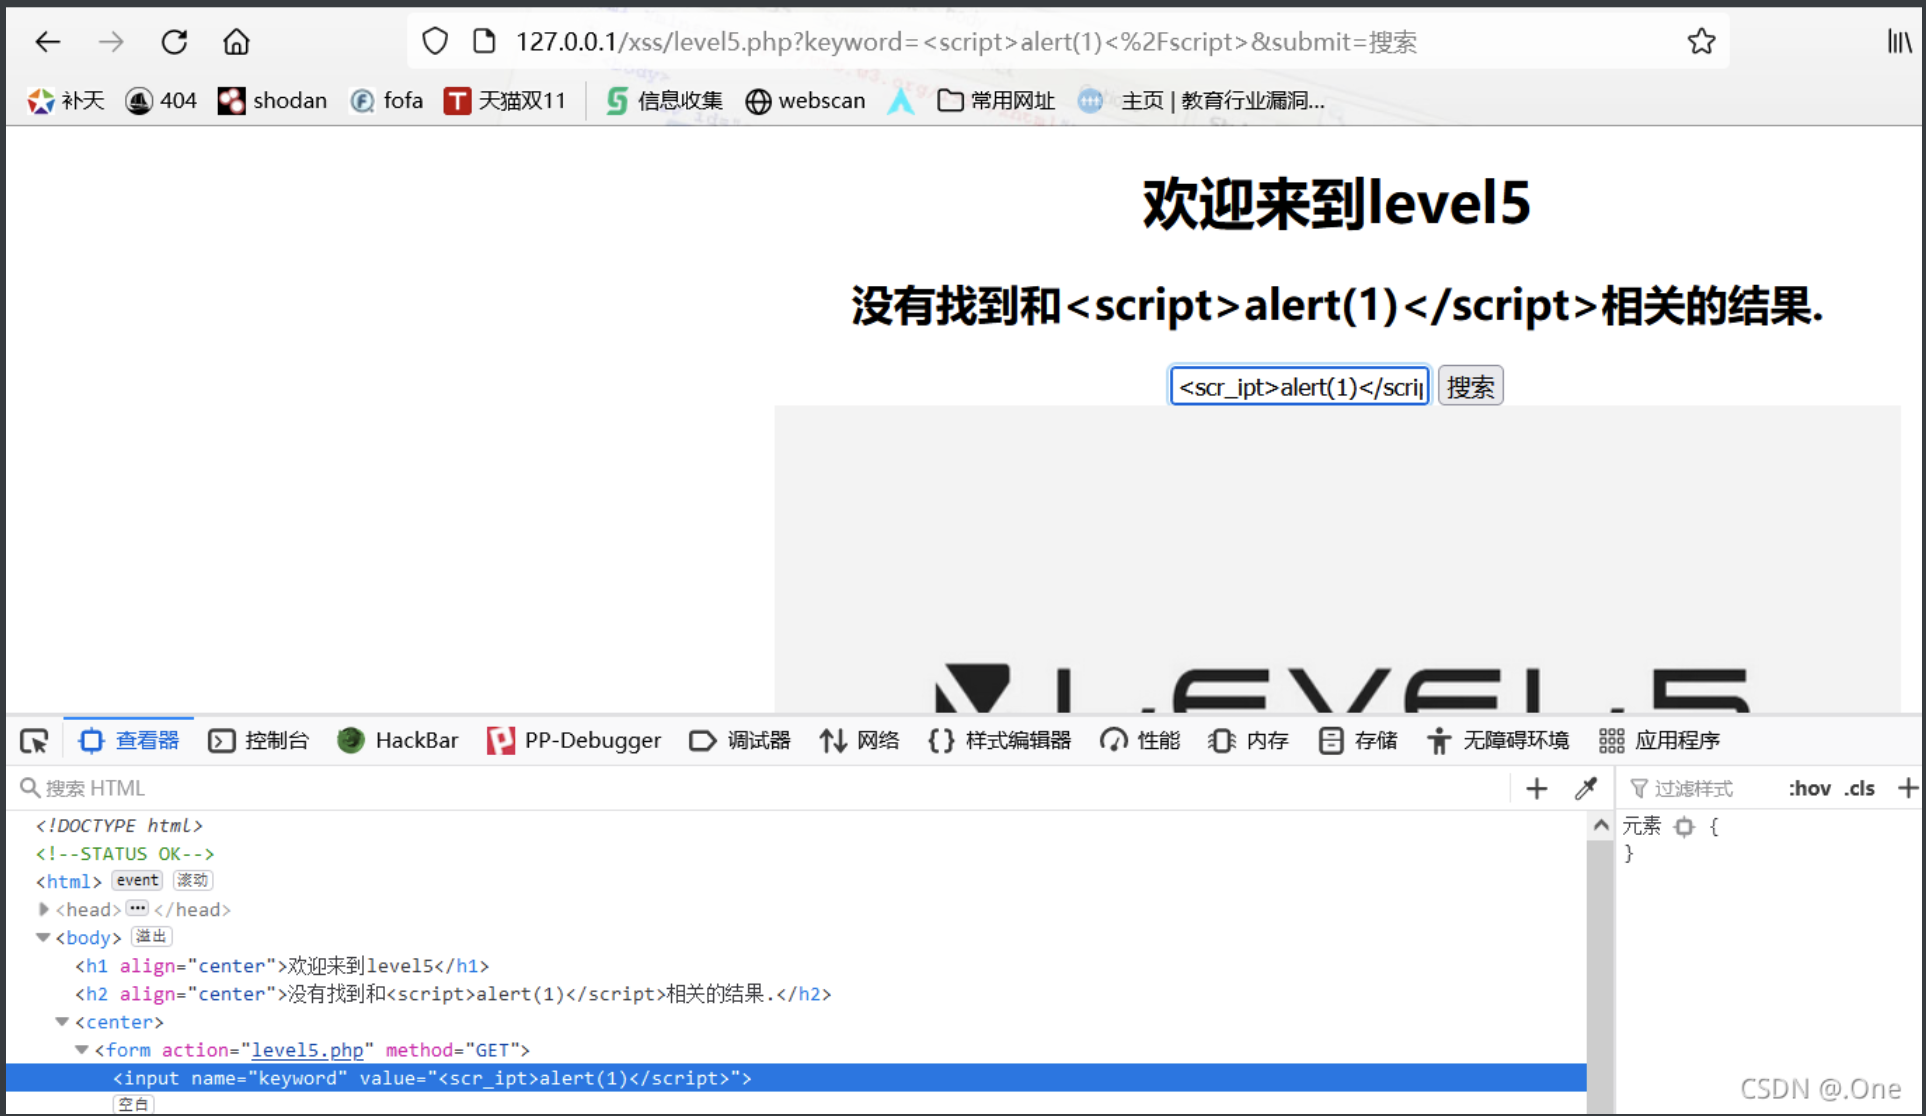 127.0.0.1/xss/level5.php?keyword=<script>alert(1)<%2Fscript>&submit=搜索
补天 404 shodan fofa 天猫双11 信息收集 webscan 常用网址 主页 | 教育行业漏洞...
欢迎来到level5
没有找到和<script>alert(1)</script>相关的结果.
<scr_ipt>alert(1)</scrip 搜索
LEVEL5
查看器 控制台 HackBar PP-Debugger 调试器 网络 {} 样式编辑器 性能 内存 存储 无障碍环境 应用程序
搜索 HTML + 过滤样式 :hov .cls +
<!DOCTYPE html> 元素 {
<!--STATUS OK--> }
<html> event 滚动
<head> ••• </head>
<body> 溢出
<h1 align="center">欢迎来到level5</h1>
<h2 align="center">没有找到和<script>alert(1)</script>相关的结果.</h2>
<center>
<form action="level5.php" method="GET">
<input name="keyword" value="<scr_ipt>alert(1)</script>">
空白
CSDN @.One